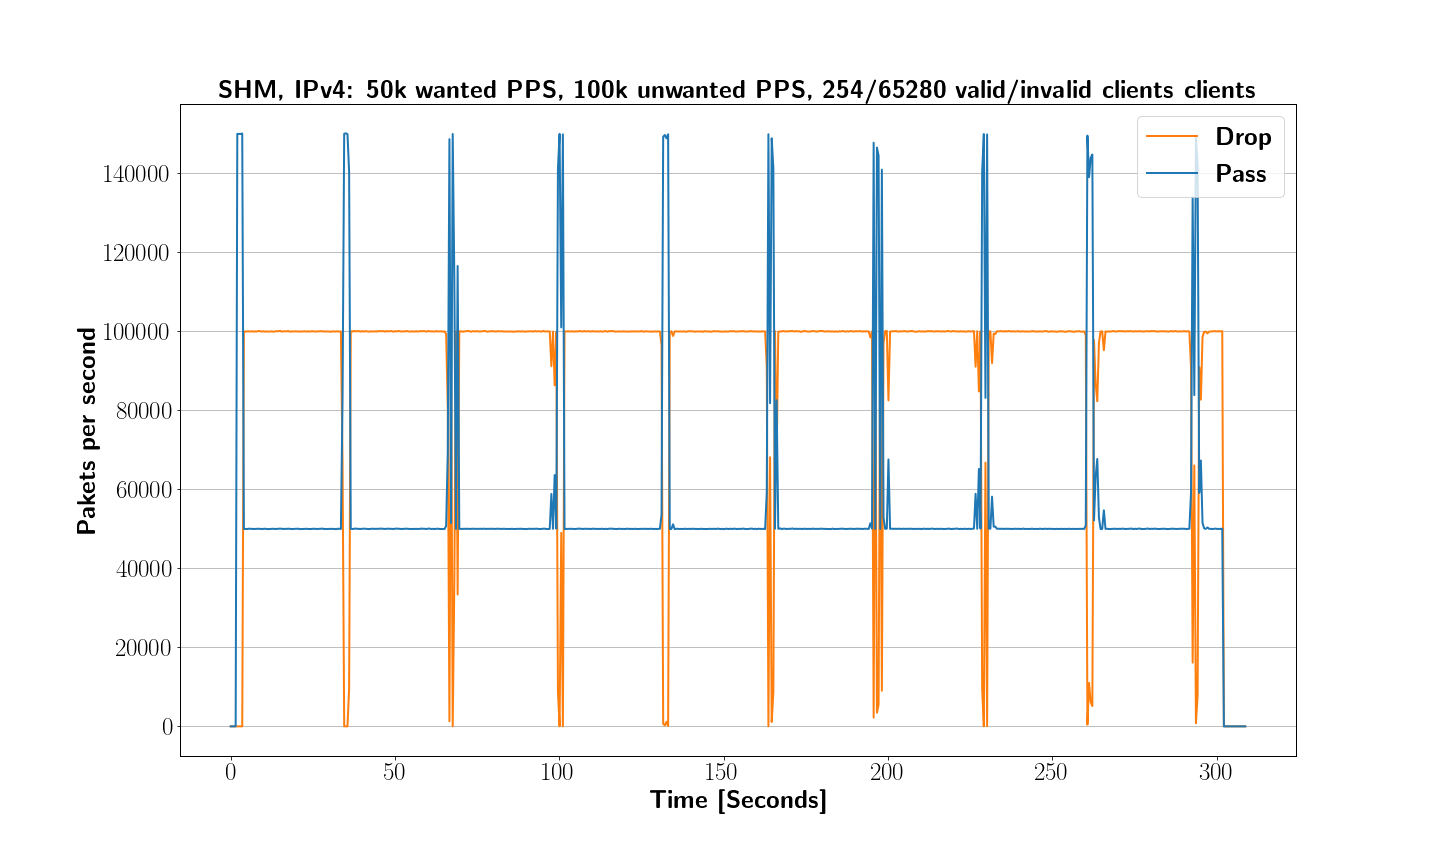 SHM, IPv4: 50k wanted PPS, 100k unwanted PPS, 254/65280 valid/invalid clients clients
Drop
Pass
140000
120000
100000
80000
60000
40000
20000
0
Pakets per second
0 50 100 150 200 250 300
Time [Seconds]